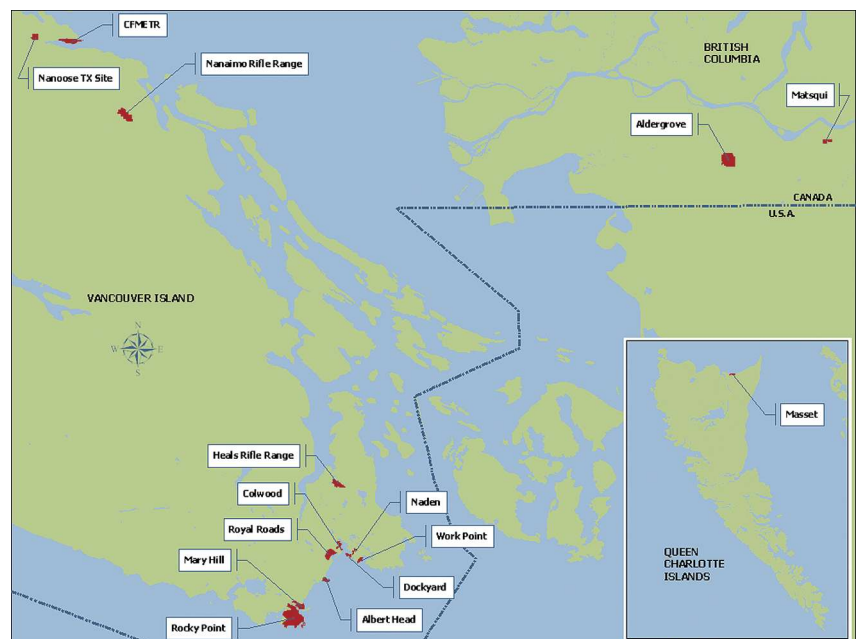 CFMETR
Nanoose TX Site
Nanaimo Rifle Range
BRITISH
COLUMBIA
Matsqui
Aldergrove
CANADA
U.S.A.
VANCOUVER ISLAND
N
W
E
S
Masset
Heals Rifle Range
Colwood
Naden
Royal Roads
Work Point
Mary Hill
Dockyard
QUEEN
CHARLOTTE
ISLANDS
Rocky Point
Albert Head